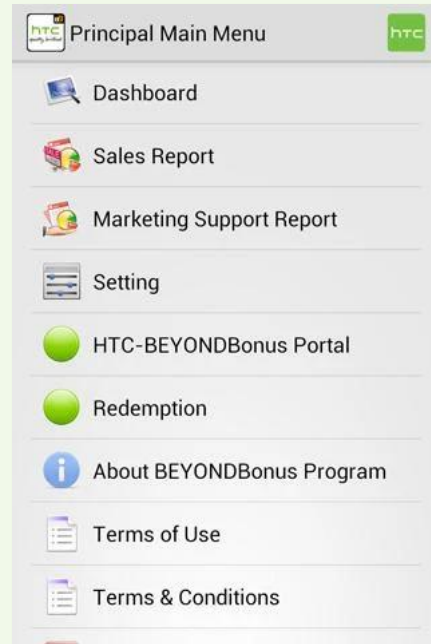 hTC
Principal Main Menu
hTC
Dashboard
Sales Report
Marketing Support Report
Setting
HTC-BEYONDBonus Portal
Redemption
About BEYONDBonus Program
Terms of Use
Terms & Conditions